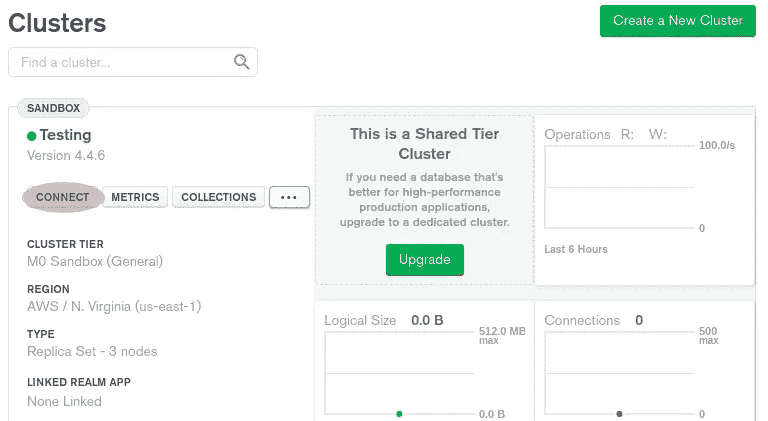 Clusters
Create a New Cluster
Find a cluster...
SANDBOX
Testing
Version 4.4.6
CONNECT
METRICS
COLLECTIONS
...
CLUSTER TIER
M0 Sandbox (General)
REGION
AWS / N. Virginia (us-east-1)
TYPE
Replica Set - 3 nodes
LINKED REALM APP
None Linked
This is a Shared Tier
Cluster
If you need a database that's
better for high-performance
production applications,
upgrade to a dedicated cluster.
Upgrade
Operations R: W:
100.0/s
0
Last 6 Hours
Logical Size 0.0 B
512.0 MB
max
0.0 B
Connections 0
500
max
0